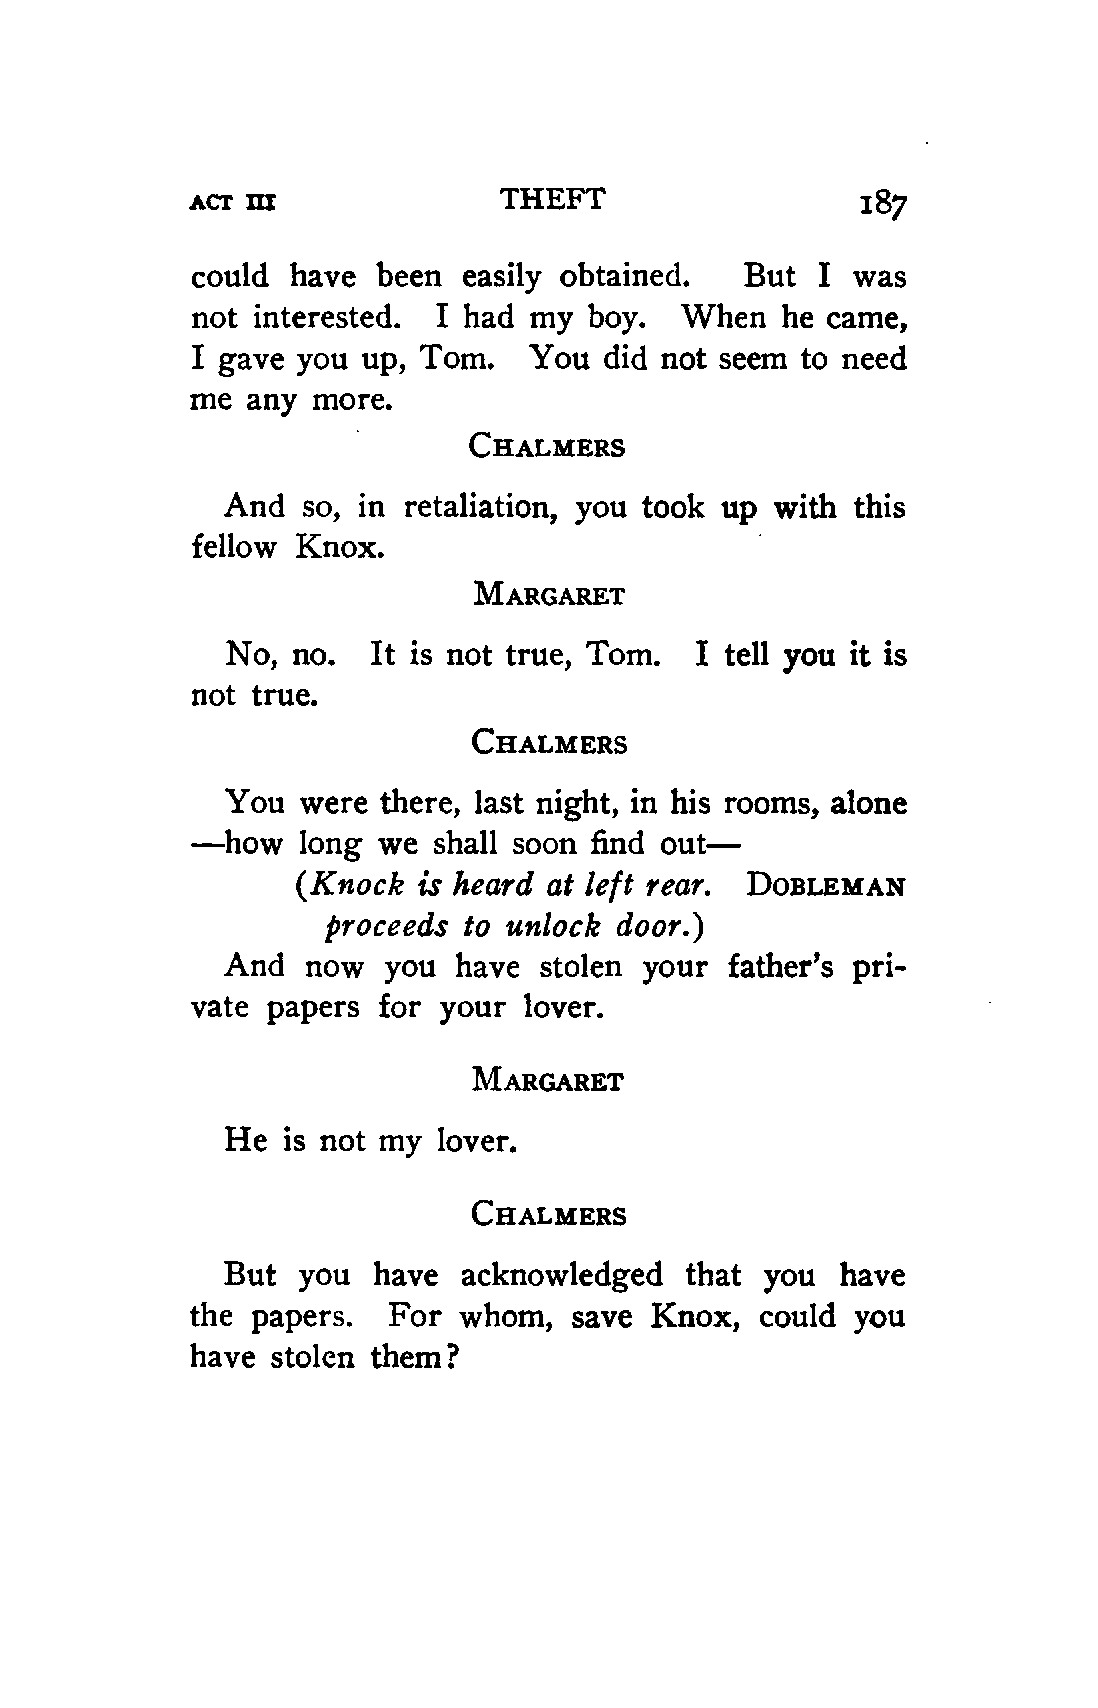 ACT III THEFT 187
could have been easily obtained. But I was
not interested. I had my boy. When he came,
I gave you up, Tom. You did not seem to need
me any more.
CHALMERS
And so, in retaliation, you took up with this
fellow Knox.
MARGARET
No, no. It is not true, Tom. I tell you it is
not true.
CHALMERS
You were there, last night, in his rooms, alone
—how long we shall soon find out—
(Knock is heard at left rear. DOBLEMAN
proceeds to unlock door.)
And now you have stolen your father's pri-
vate papers for your lover.
MARGARET
He is not my lover.
CHALMERS
But you have acknowledged that you have
the papers. For whom, save Knox, could you
have stolen them?